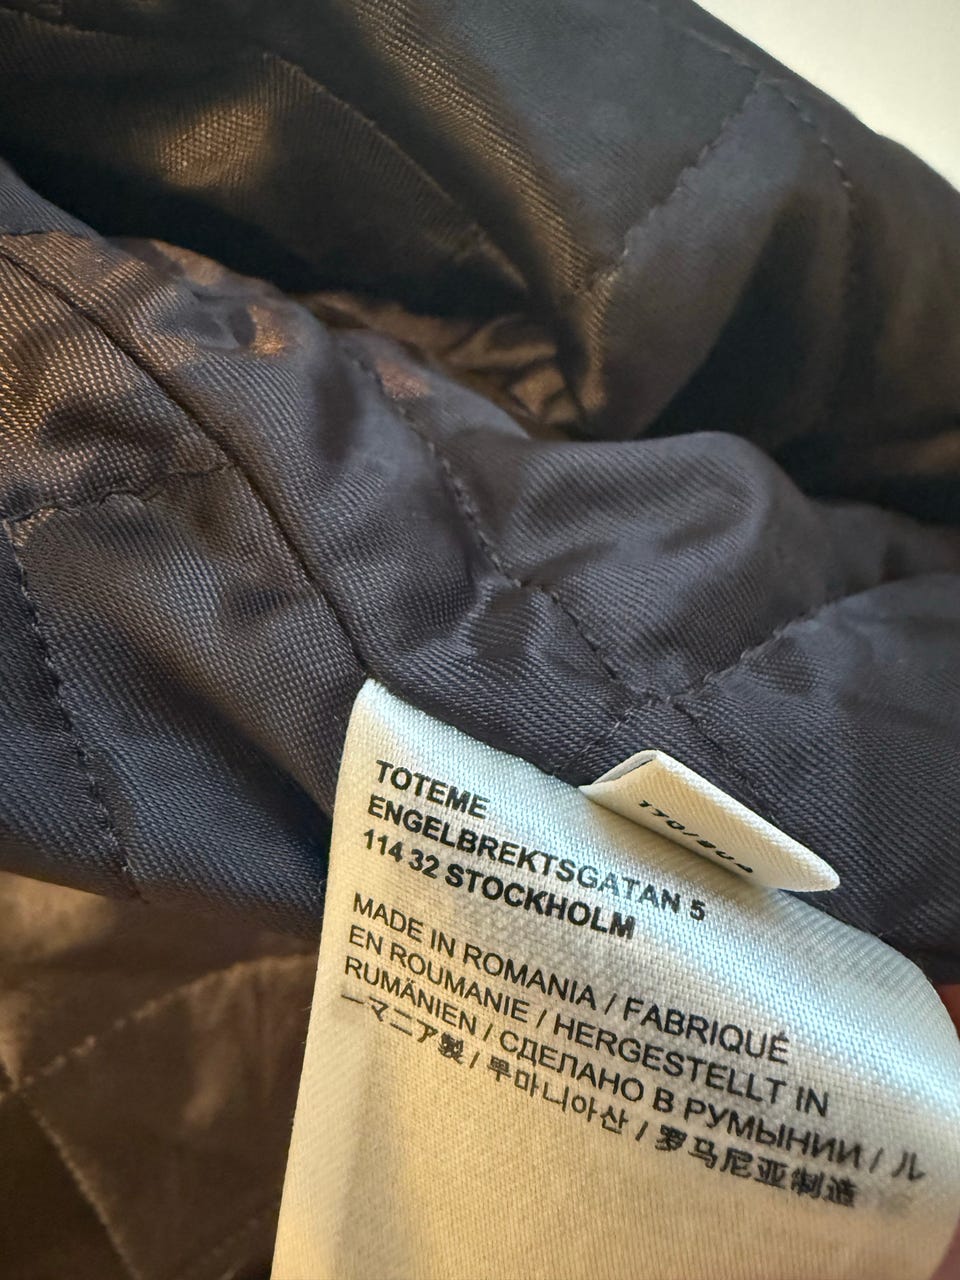 TOTEME
ENGELBREKTSGATAN 5
114 32 STOCKHOLM
MADE IN ROMANIA / FABRIQUÉ
EN ROUMANIE / HERGESTELLT IN
RUMÄNIEN / СДЕЛАНО В РУМЫНИИ / ル
ーマニア製 / 루마니아산 / 罗马尼亚制造